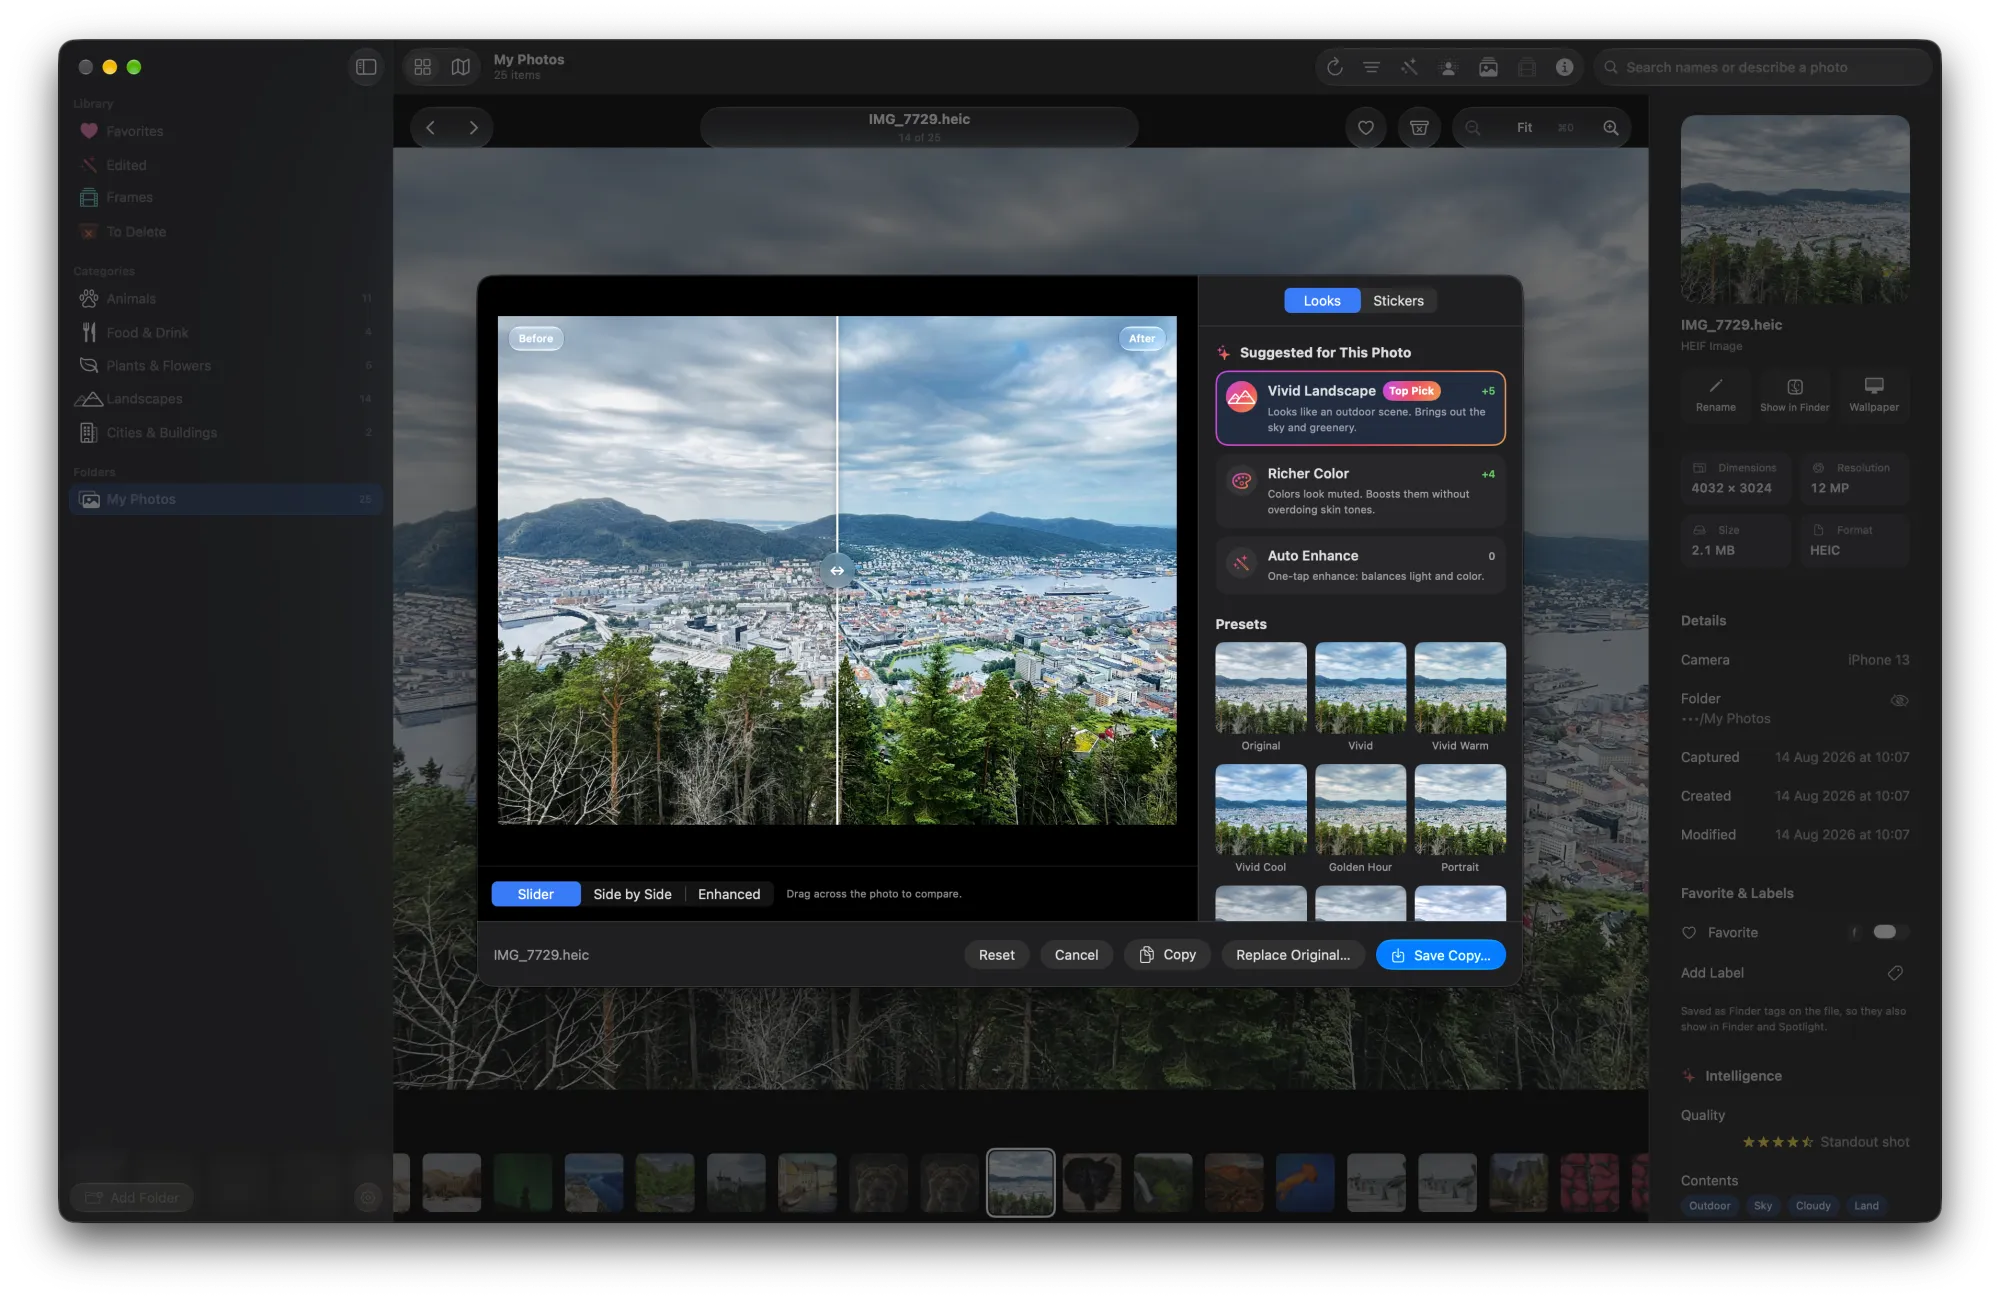 My Photos
25 items
Search names or describe a photo
Library
Favorites
Edited
Frames
To Delete
Categories
Animals 11
Food & Drink 4
Plants & Flowers 5
Landscapes 14
Cities & Buildings 2
Folders
My Photos 25
Add Folder
IMG_7729.heic
14 of 25
Fit ⌘0
Before
After
Slider
Side by Side
Enhanced
Drag across the photo to compare.
Looks
Stickers
Suggested for This Photo
Vivid Landscape Top Pick +5
Looks like an outdoor scene. Brings out the
sky and greenery.
Richer Color +4
Colors look muted. Boosts them without
overdoing skin tones.
Auto Enhance 0
One-tap enhance: balances light and color.
Presets
Original
Vivid
Vivid Warm
Vivid Cool
Golden Hour
Portrait
IMG_7729.heic
Reset
Cancel
Copy
Replace Original...
Save Copy...
IMG_7729.heic
HEIF Image
Rename
Show in Finder
Wallpaper
Dimensions
4032 × 3024
Resolution
12 MP
Size
2.1 MB
Format
HEIC
Details
Camera iPhone 13
Folder
•••/My Photos
Captured 14 Aug 2026 at 10:07
Created 14 Aug 2026 at 10:07
Modified 14 Aug 2026 at 10:07
Favorite & Labels
Favorite f
Add Label
Saved as Finder tags on the file, so they also
show in Finder and Spotlight.
Intelligence
Quality
Standout shot
Contents
Outdoor
Sky
Cloudy
Land